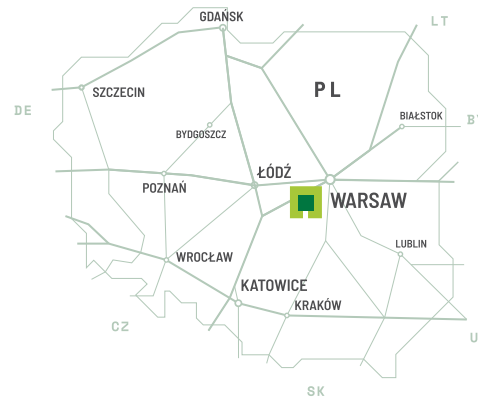 GDAŃSK
LT
SZCZECIN
PL
DE
BIAŁSTOK
BYDGOSZCZ
ŁÓDŹ
POZNAŃ
WARSAW
LUBLIN
WROCŁAW
KATOWICE
KRAKÓW
CZ
SK